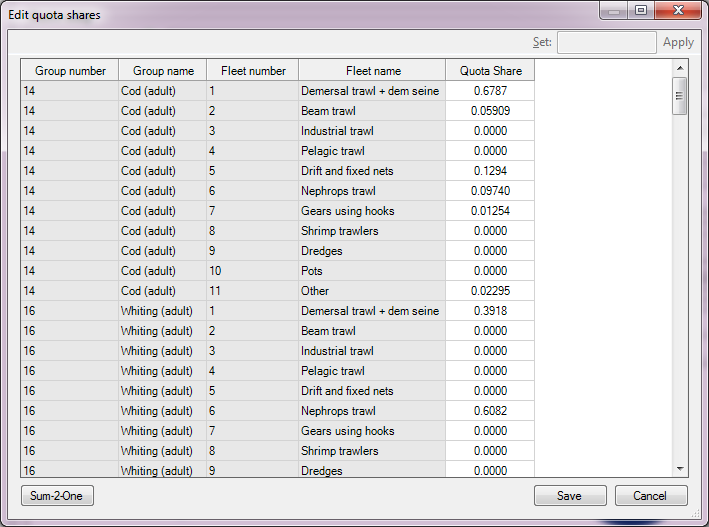 Edit quota shares
Set: Apply
Group number Group name Fleet number Fleet name Quota Share
14 Cod (adult) 1 Demersal trawl + dem seine 0.6787
14 Cod (adult) 2 Beam trawl 0.05909
14 Cod (adult) 3 Industrial trawl 0.0000
14 Cod (adult) 4 Pelagic trawl 0.0000
14 Cod (adult) 5 Drift and fixed nets 0.1294
14 Cod (adult) 6 Nephrops trawl 0.09740
14 Cod (adult) 7 Gears using hooks 0.01254
14 Cod (adult) 8 Shrimp trawlers 0.0000
14 Cod (adult) 9 Dredges 0.0000
14 Cod (adult) 10 Pots 0.0000
14 Cod (adult) 11 Other 0.02295
16 Whiting (adult) 1 Demersal trawl + dem seine 0.3918
16 Whiting (adult) 2 Beam trawl 0.0000
16 Whiting (adult) 3 Industrial trawl 0.0000
16 Whiting (adult) 4 Pelagic trawl 0.0000
16 Whiting (adult) 5 Drift and fixed nets 0.0000
16 Whiting (adult) 6 Nephrops trawl 0.6082
16 Whiting (adult) 7 Gears using hooks 0.0000
16 Whiting (adult) 8 Shrimp trawlers 0.0000
16 Whiting (adult) 9 Dredges 0.0000
Sum-2-One Save Cancel